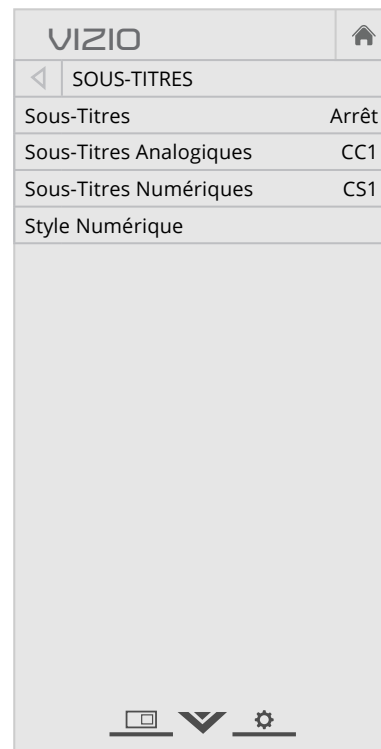 VIZIO
SOUS-TITRES
Sous-Titres Arrêt
Sous-Titres Analogiques CC1
Sous-Titres Numériques CS1
Style Numérique